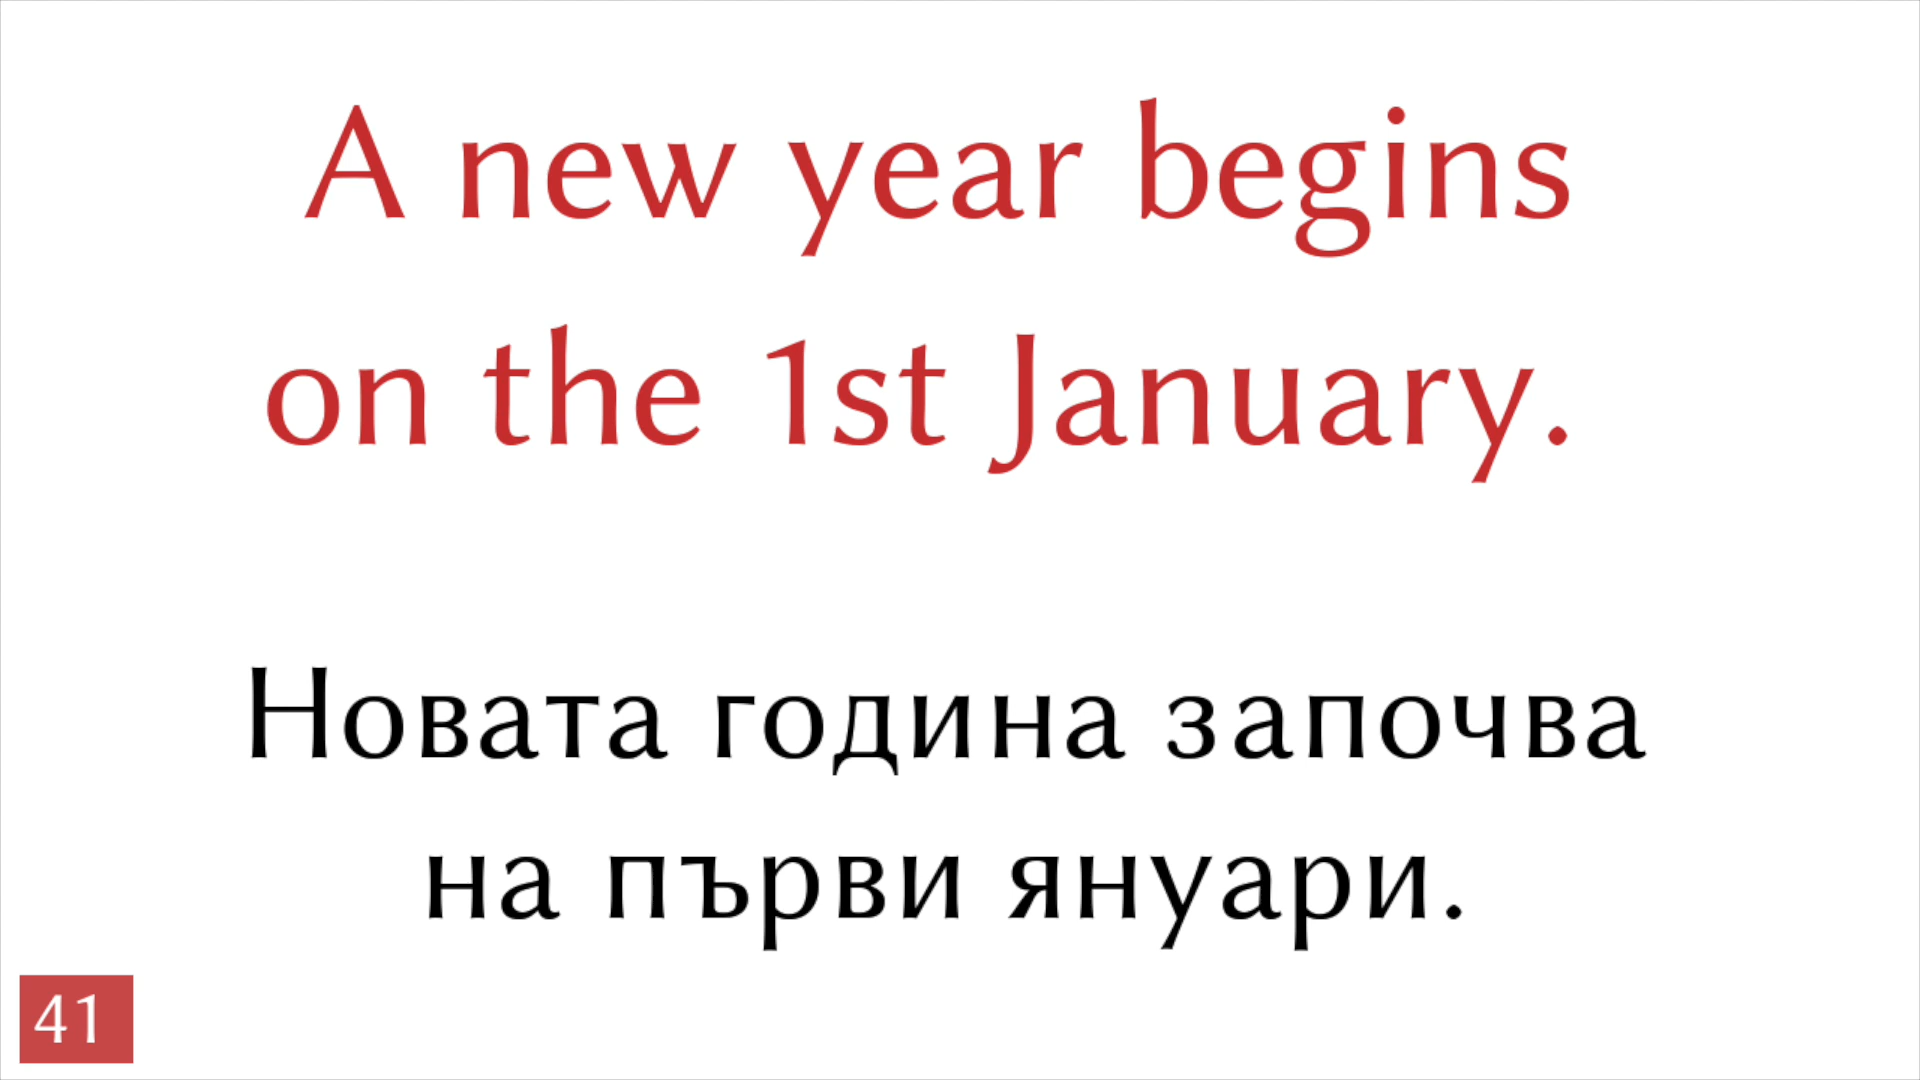 A new year begins
on the 1st January.
Новата година започва
на първи януари.
41